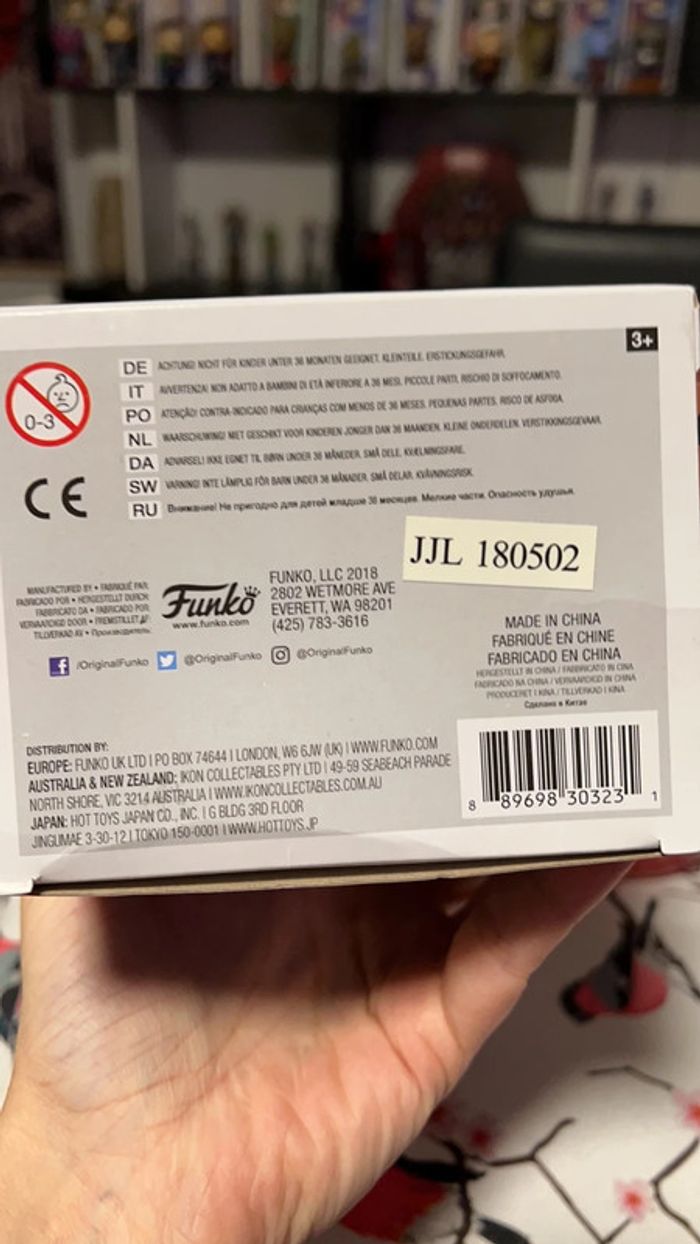 3+
0-3
DE ACHTUNG! NICHT FÜR KINDER UNTER 36 MONATEN GEEIGNET. KLEINTEILE. ERSTICKUNGSGEFAHR.
IT AVVERTENZA! NON ADATTO A BAMBINI DI ETÀ INFERIORE A 36 MESI. PICCOLE PARTI. RISCHIO DI SOFFOCAMENTO.
PO ATENÇÃO! CONTRA-INDICADO PARA CRIANÇAS COM MENOS DE 36 MESES. PEQUENAS PARTES. RISCO DE ASFIXIA.
NL WAARSCHUWING! NIET GESCHIKT VOOR KINDEREN JONGER DAN 36 MAANDEN. KLEINE ONDERDELEN. VERSTIKKINGSGEVAAR.
DA ADVARSEL! IKKE EGNET TIL BØRN UNDER 36 MÅNEDER. SMÅ DELE. KVÆLNINGSFARE.
SW VARNING! INTE LÄMPLIG FÖR BARN UNDER 36 MÅNADER. SMÅ DELAR. KVÄVNINGSRISK.
RU Внимание! Не пригодно для детей младше 36 месяцев. Мелкие части. Опасность удушья.
CE
JJL 180502
MANUFACTURED BY • FABRIQUÉ PAR
FABRICADO POR • HERGESTELLT DURCH:
FABBRICATO DA • FABRICADO POR
VERVAARDIGD DOOR • FREMSTILLET AF:
TILLVERKAD AV • Производитель:
Funko
www.funko.com
FUNKO, LLC 2018
2802 WETMORE AVE
EVERETT, WA 98201
(425) 783-3616
/OriginalFunko @OriginalFunko @OriginalFunko
MADE IN CHINA
FABRIQUÉ EN CHINE
FABRICADO EN CHINA
HERGESTELLT IN CHINA / FABBRICATO IN CINA
FABRICADO NA CHINA / VERVAARDIGD IN CHINA
PRODUCERET I KINA / TILLVERKAD I KINA
Сделано в Китае
DISTRIBUTION BY:
EUROPE: FUNKO UK LTD | PO BOX 74644 | LONDON, W6 6JW (UK) | WWW.FUNKO.COM
AUSTRALIA & NEW ZEALAND: IKON COLLECTABLES PTY LTD | 49-59 SEABEACH PARADE
NORTH SHORE, VIC 3214 AUSTRALIA | WWW.IKONCOLLECTABLES.COM.AU
JAPAN: HOT TOYS JAPAN CO., INC. | G BLDG 3RD FLOOR
JINGUMAE 3-30-12 | TOKYO 150-0001 | WWW.HOTTOYS.JP
8 89698 30323 1